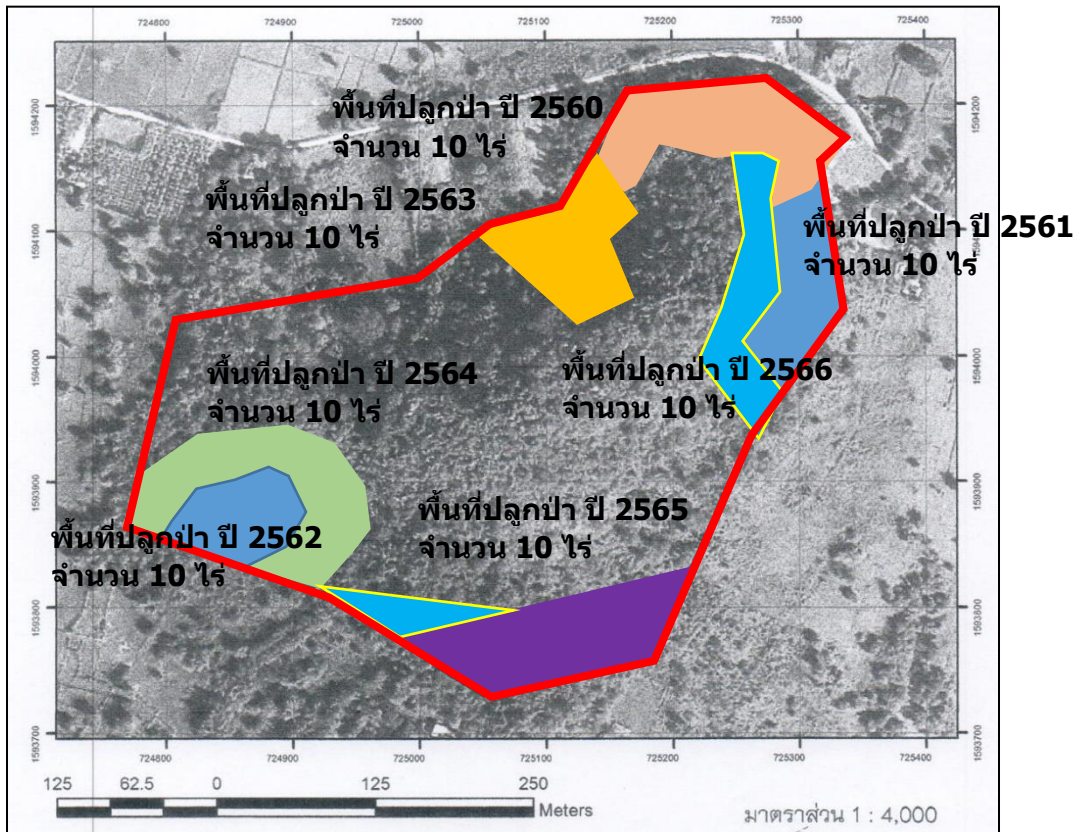 724800 724900 725000 725100 725200 725300 725400
1594200 1594200
พื้นที่ปลูกป่า ปี 2560
จำนวน 10 ไร่
พื้นที่ปลูกป่า ปี 2563
จำนวน 10 ไร่
1594100
พื้นที่ปลูกป่า ปี 2561
จำนวน 10 ไร่
1594000 1594000
พื้นที่ปลูกป่า ปี 2564
จำนวน 10 ไร่
พื้นที่ปลูกป่า ปี 2566
จำนวน 10 ไร่
1593900 1593900
พื้นที่ปลูกป่า ปี 2565
จำนวน 10 ไร่
พื้นที่ปลูกป่า ปี 2562
จำนวน 10 ไร่
1593800 1593800
1593700 1593700
724800 724900 725000 725100 725200 725300 725400
125 62.5 0 125 250
Meters
มาตราส่วน 1 : 4,000